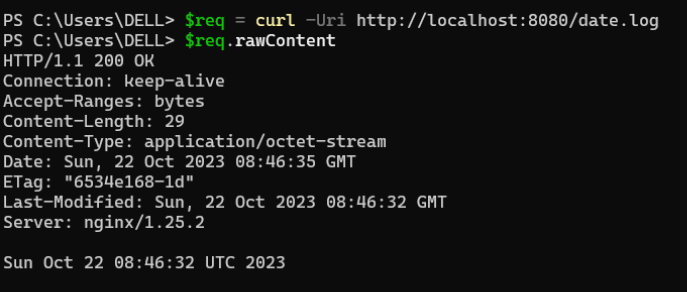 PS C:\Users\DELL> $req = curl -Uri http://localhost:8080/date.log
PS C:\Users\DELL> $req.rawContent
HTTP/1.1 200 OK
Connection: keep-alive
Accept-Ranges: bytes
Content-Length: 29
Content-Type: application/octet-stream
Date: Sun, 22 Oct 2023 08:46:35 GMT
ETag: "6534e168-1d"
Last-Modified: Sun, 22 Oct 2023 08:46:32 GMT
Server: nginx/1.25.2

Sun Oct 22 08:46:32 UTC 2023